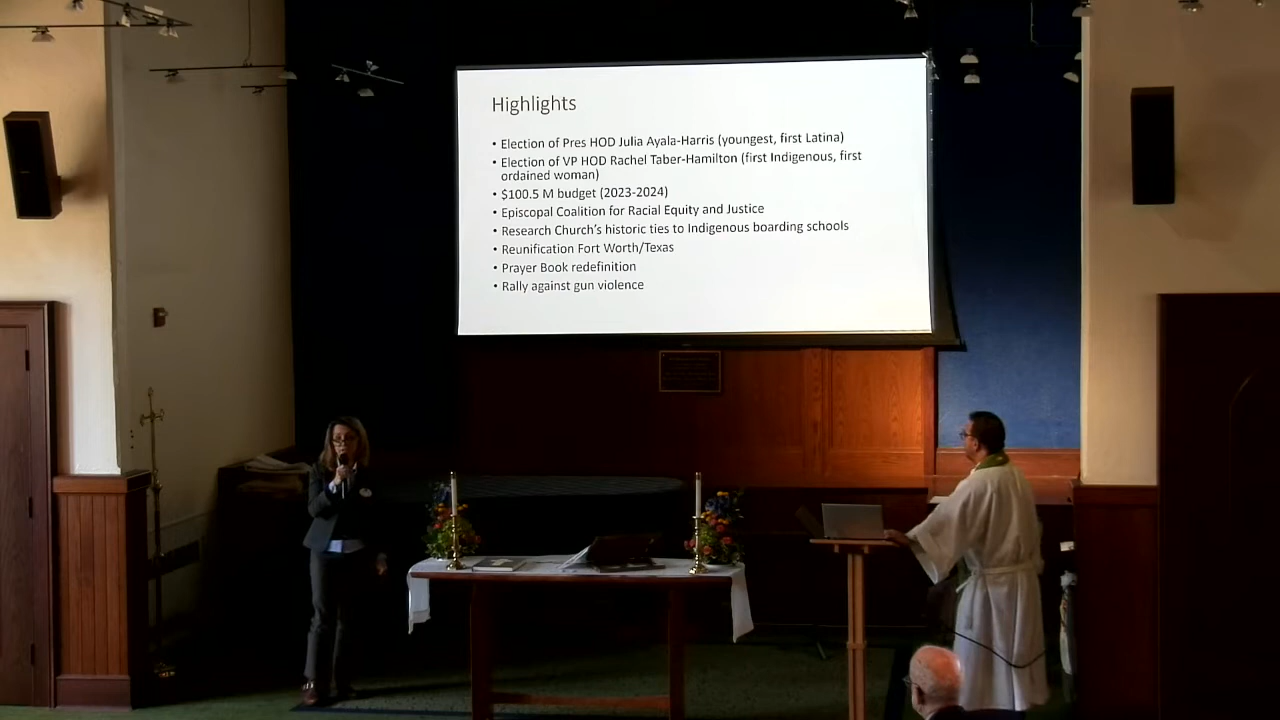 Highlights
• Election of Pres HOD Julia Ayala-Harris (youngest, first Latina)
• Election of VP HOD Rachel Taber-Hamilton (first Indigenous, first
ordained woman)
• $100.5 M budget (2023-2024)
• Episcopal Coalition for Racial Equity and Justice
• Research Church's historic ties to Indigenous boarding schools
• Reunification Fort Worth/Texas
• Prayer Book redefinition
• Rally against gun violence